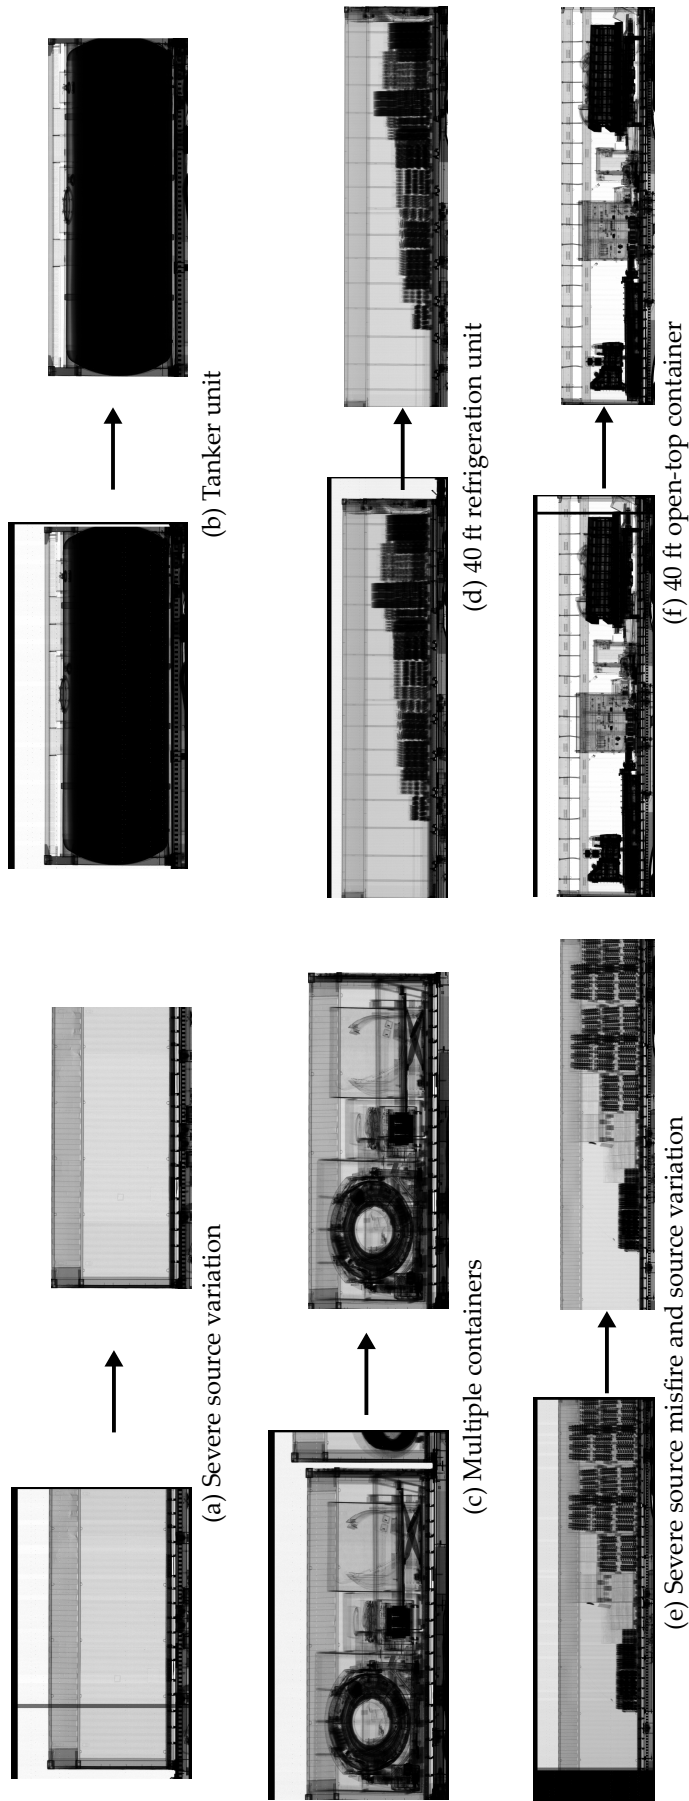 (a) Severe source variation
(b) Tanker unit
(c) Multiple containers
(d) 40 ft refrigeration unit
(e) Severe source misfire and source variation
(f) 40 ft open-top container